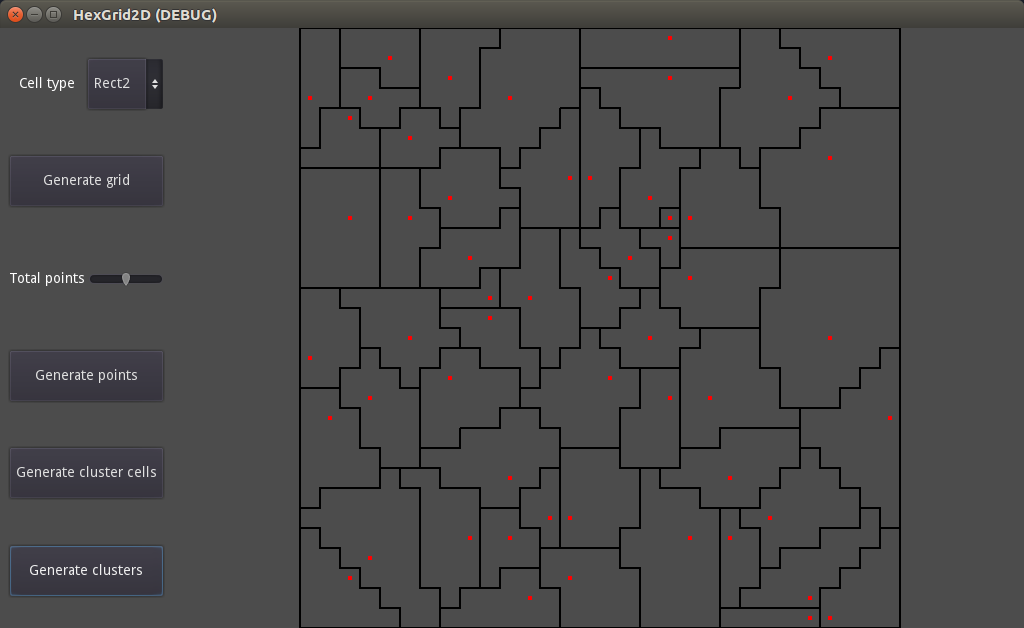 HexGrid2D (DEBUG)
Cell type Rect2
Generate grid
Total points
Generate points
Generate cluster cells
Generate clusters